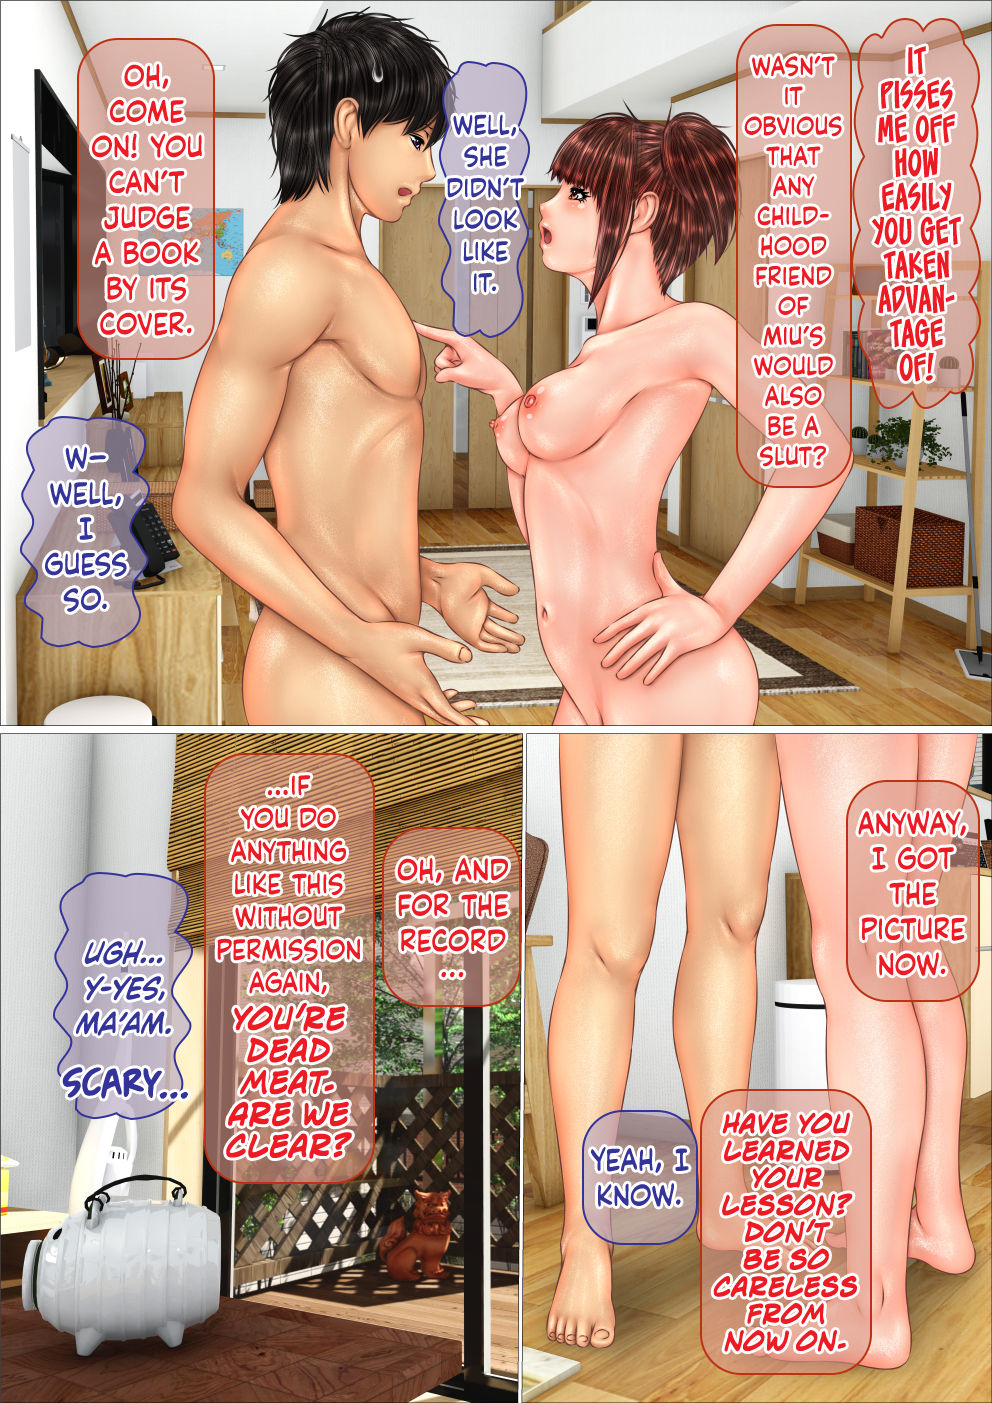 IT
PISSES
ME OFF
HOW
EASILY
YOU GET
TAKEN
ADVAN-
TAGE
OF!
WASN'T
IT
OBVIOUS
THAT
ANY
CHILD-
HOOD
FRIEND
OF
MIU'S
WOULD
ALSO
BE A
SLUT?
WELL,
SHE
DIDN'T
LOOK
LIKE
IT.
OH,
COME
ON! YOU
CAN'T
JUDGE
A BOOK
BY ITS
COVER.
W-
WELL,
I
GUESS
SO.
ANYWAY,
I GOT
THE
PICTURE
NOW.
HAVE YOU
LEARNED
YOUR
LESSON?
DON'T
BE SO
CARELESS
FROM
NOW ON.
YEAH, I
KNOW.
OH, AND
FOR THE
RECORD
...
...IF
YOU DO
ANYTHING
LIKE THIS
WITHOUT
PERMISSION
AGAIN,
YOU'RE
DEAD
MEAT.
ARE WE
CLEAR?
UGH...
Y-YES,
MA'AM.
SCARY...